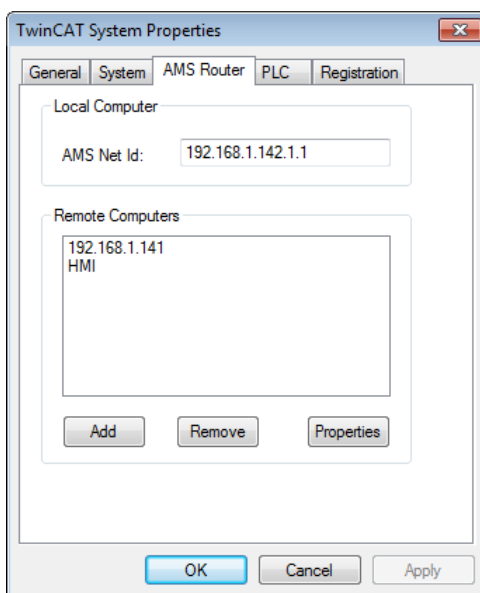 TwinCAT System Properties
General System AMS Router PLC Registration
Local Computer
AMS Net Id: 192.168.1.142.1.1
Remote Computers
192.168.1.141
HMI
Add Remove Properties
OK Cancel Apply